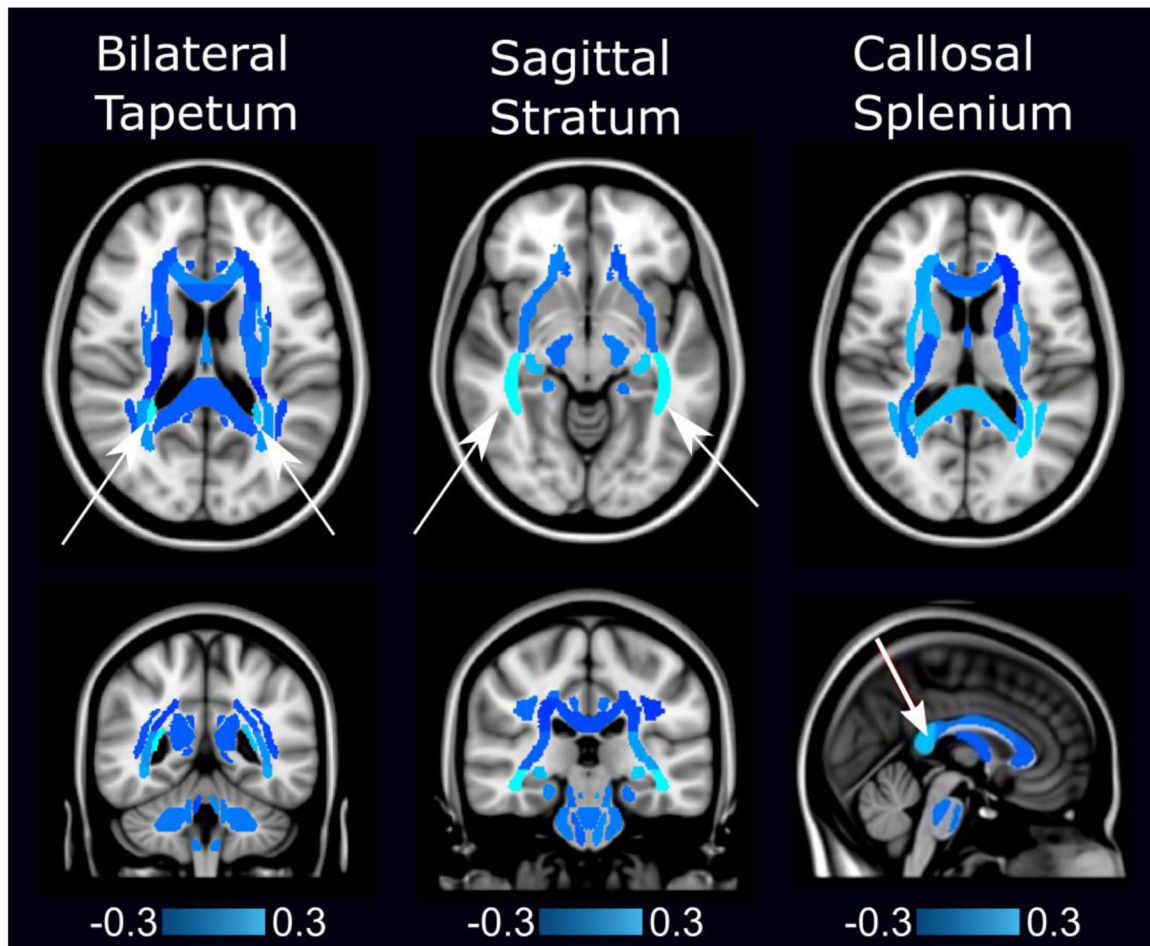 Bilateral
Tapetum
Sagittal
Stratum
Callosal
Splenium
-0.3 0.3
-0.3 0.3
-0.3 0.3